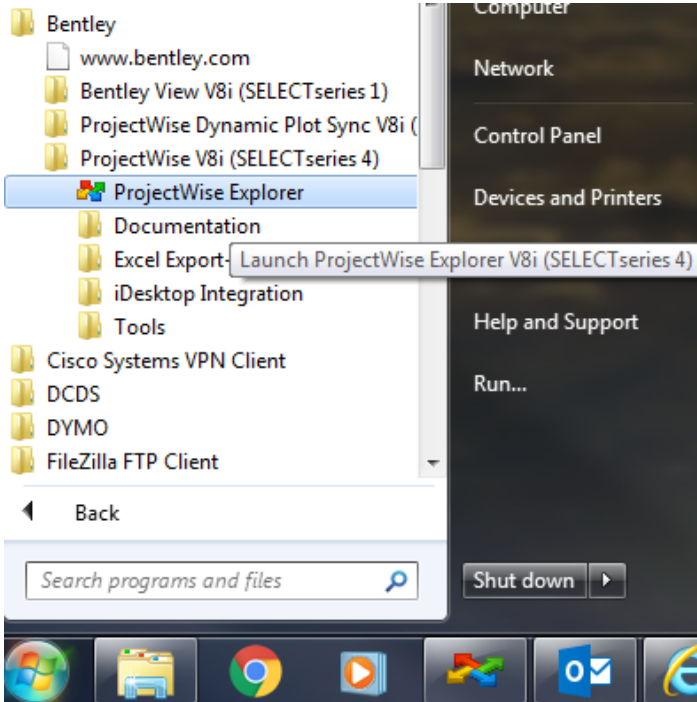 Bentley
www.bentley.com
Bentley View V8i (SELECTseries 1)
ProjectWise Dynamic Plot Sync V8i (
ProjectWise V8i (SELECTseries 4)
ProjectWise Explorer
Documentation
Excel Export-
Launch ProjectWise Explorer V8i (SELECTseries 4)
iDesktop Integration
Tools
Cisco Systems VPN Client
DCDS
DYMO
FileZilla FTP Client
Back
Search programs and files
Computer
Network
Control Panel
Devices and Printers
Help and Support
Run...
Shut down